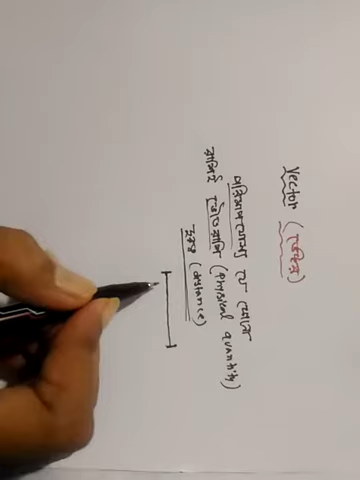 Vector (ভেক্টর)
পরিমাপযোগ্য যে কোনো
রাশিই ভৌত রাশি (Physical quantity)
দূরত্ব (distance)